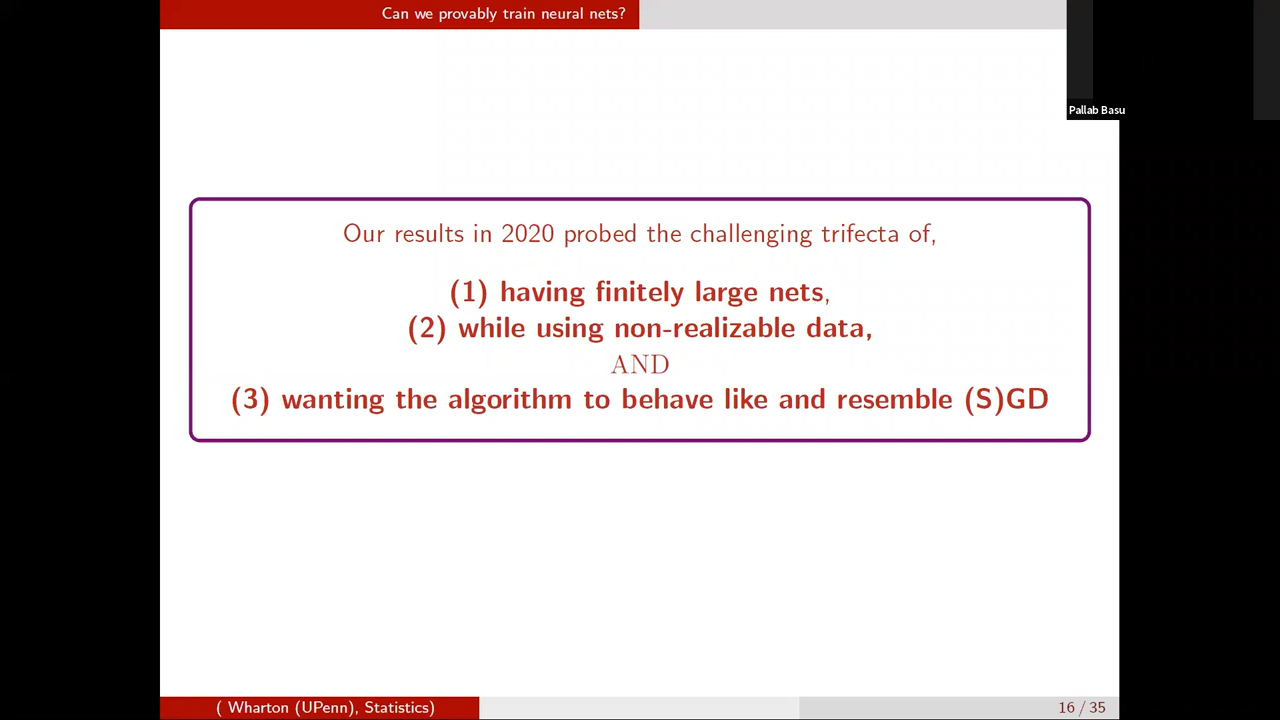 Can we provably train neural nets?
Pallab Basu
Our results in 2020 probed the challenging trifecta of,
(1) having finitely large nets,
(2) while using non-realizable data,
AND
(3) wanting the algorithm to behave like and resemble (S)GD
( Wharton (UPenn), Statistics)
16 / 35